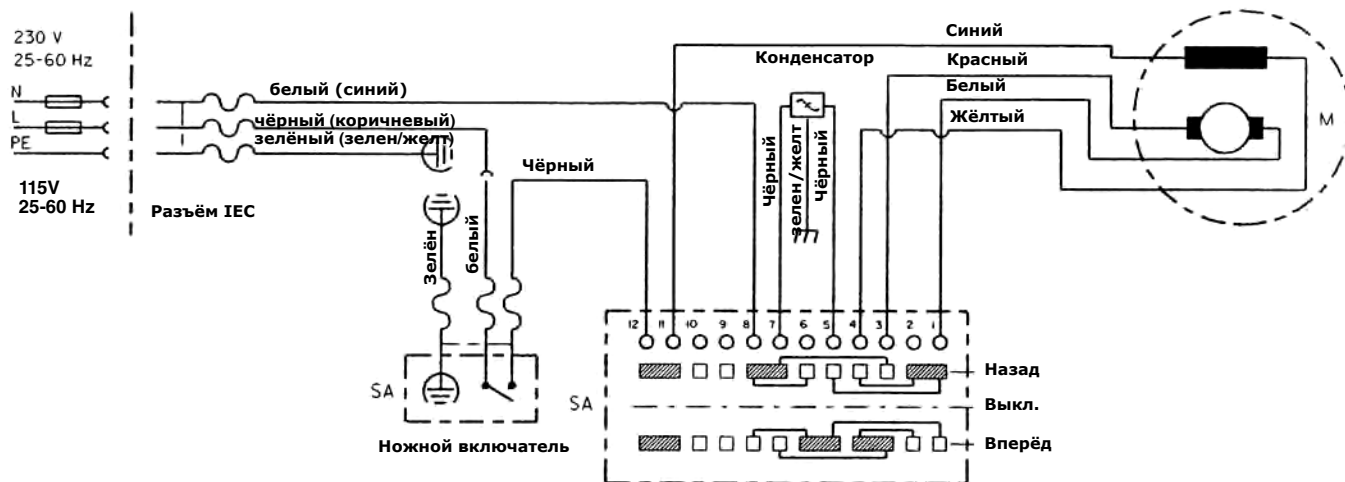 230 V
25-60 Hz
N
L
PE
115V
25-60 Hz
Разъём IEC
белый (синий)
чёрный (коричневый)
зелёный (зелен/желт)
Чёрный
Зелён
белый
SA
Ножной включатель
Конденсатор
Чёрный
зелен/желт
Чёрный
Синий
Красный
Белый
Жёлтый
M
12 11 10 9 8 7 6 5 4 3 2 1
SA
Назад
Выкл.
Вперёд